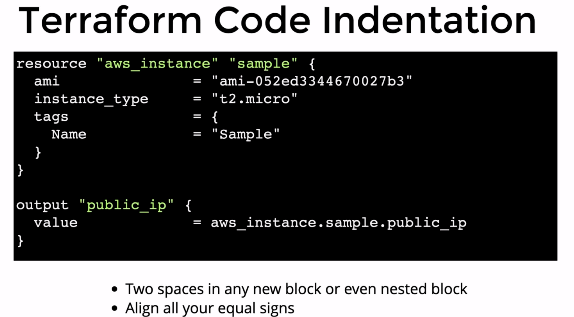 Terraform Code Indentation
resource "aws_instance" "sample" {
  ami               = "ami-052ed3344670027b3"
  instance_type     = "t2.micro"
  tags              = {
    Name            = "Sample"
  }
}

output "public_ip" {
  value             = aws_instance.sample.public_ip
}
• Two spaces in any new block or even nested block
• Align all your equal signs